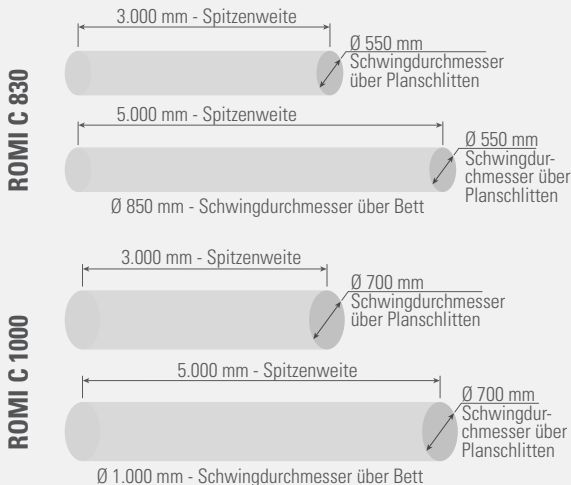 ROMI C 830
3.000 mm - Spitzenweite
Ø 550 mm
Schwingdurchmesser
über Planschlitten
5.000 mm - Spitzenweite
Ø 550 mm
Schwingdur-
chmesser über
Planschlitten
Ø 850 mm - Schwingdurchmesser über Bett
ROMI C 1000
3.000 mm - Spitzenweite
Ø 700 mm
Schwingdurchmesser
über Planschlitten
5.000 mm - Spitzenweite
Ø 700 mm
Schwingdur-
chmesser über
Planschlitten
Ø 1.000 mm - Schwingdurchmesser über Bett